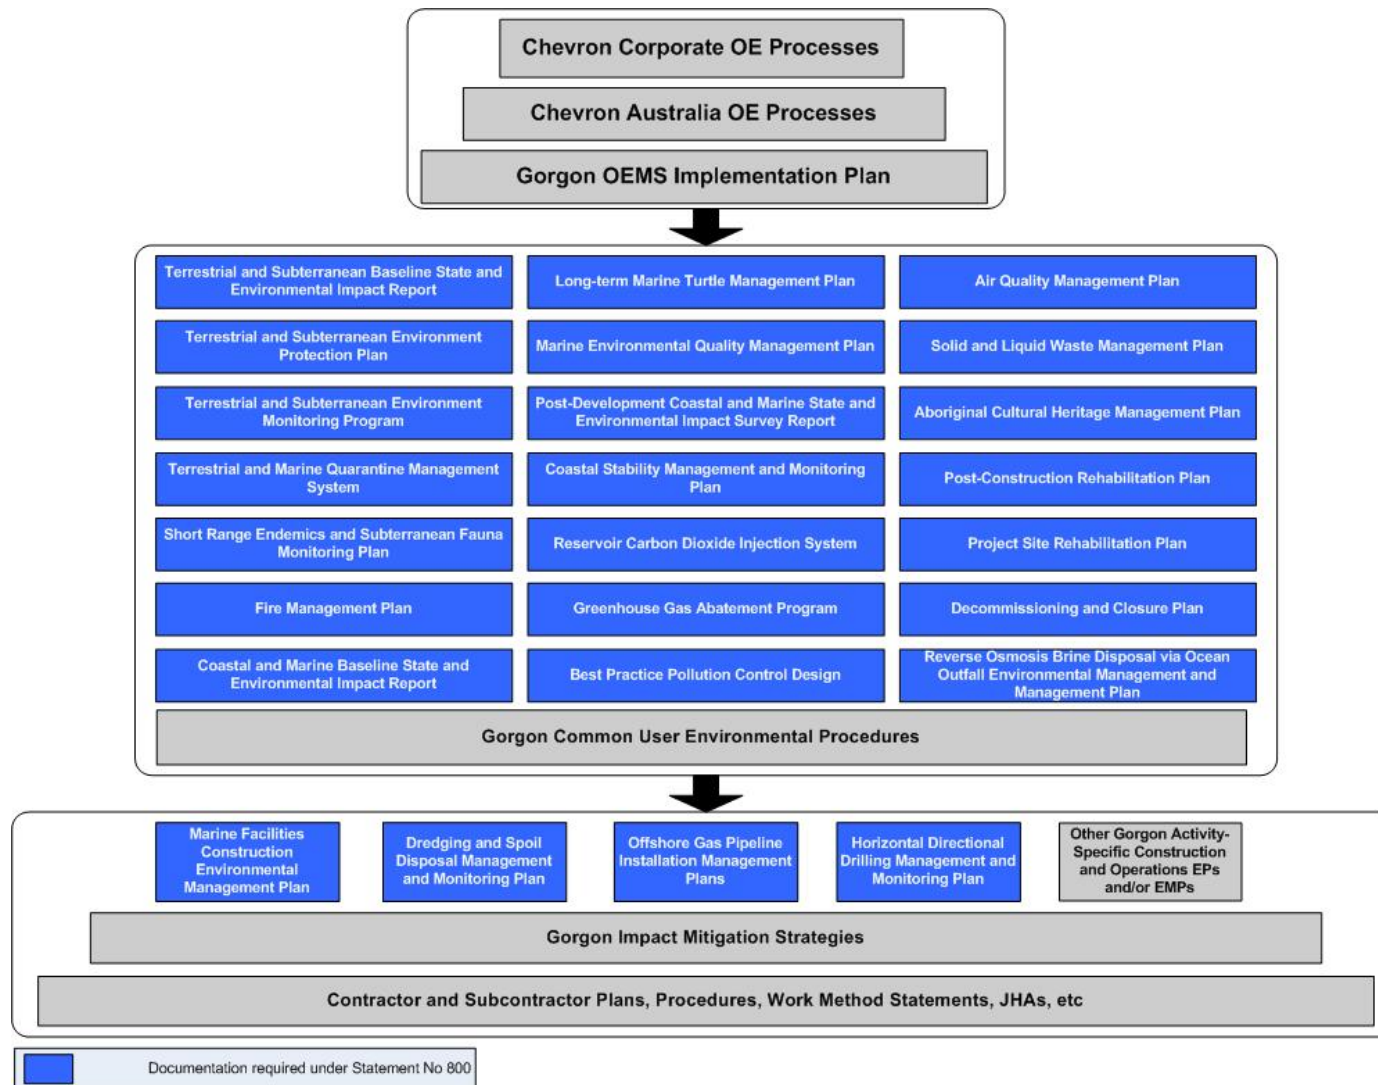 Chevron Corporate OE Processes
Chevron Australia OE Processes
Gorgon OEMS Implementation Plan
Terrestrial and Subterranean Baseline State and
Environmental Impact Report
Long-term Marine Turtle Management Plan
Air Quality Management Plan
Terrestrial and Subterranean Environment
Protection Plan
Marine Environmental Quality Management Plan
Solid and Liquid Waste Management Plan
Terrestrial and Subterranean Environment
Monitoring Program
Post-Development Coastal and Marine State and
Environmental Impact Survey Report
Aboriginal Cultural Heritage Management Plan
Terrestrial and Marine Quarantine Management
System
Coastal Stability Management and Monitoring
Plan
Post-Construction Rehabilitation Plan
Short Range Endemics and Subterranean Fauna
Monitoring Plan
Reservoir Carbon Dioxide Injection System
Project Site Rehabilitation Plan
Fire Management Plan
Greenhouse Gas Abatement Program
Decommissioning and Closure Plan
Coastal and Marine Baseline State and
Environmental Impact Report
Best Practice Pollution Control Design
Reverse Osmosis Brine Disposal via Ocean
Outfall Environmental Management and
Management Plan
Gorgon Common User Environmental Procedures
Marine Facilities
Construction
Environmental
Management Plan
Dredging and Spoil
Disposal Management
and Monitoring Plan
Offshore Gas Pipeline
Installation Management
Plans
Horizontal Directional
Drilling Management and
Monitoring Plan
Other Gorgon Activity-
Specific Construction
and Operations EPs
and/or EMPs
Gorgon Impact Mitigation Strategies
Contractor and Subcontractor Plans, Procedures, Work Method Statements, JHAs, etc
Documentation required under Statement No 800